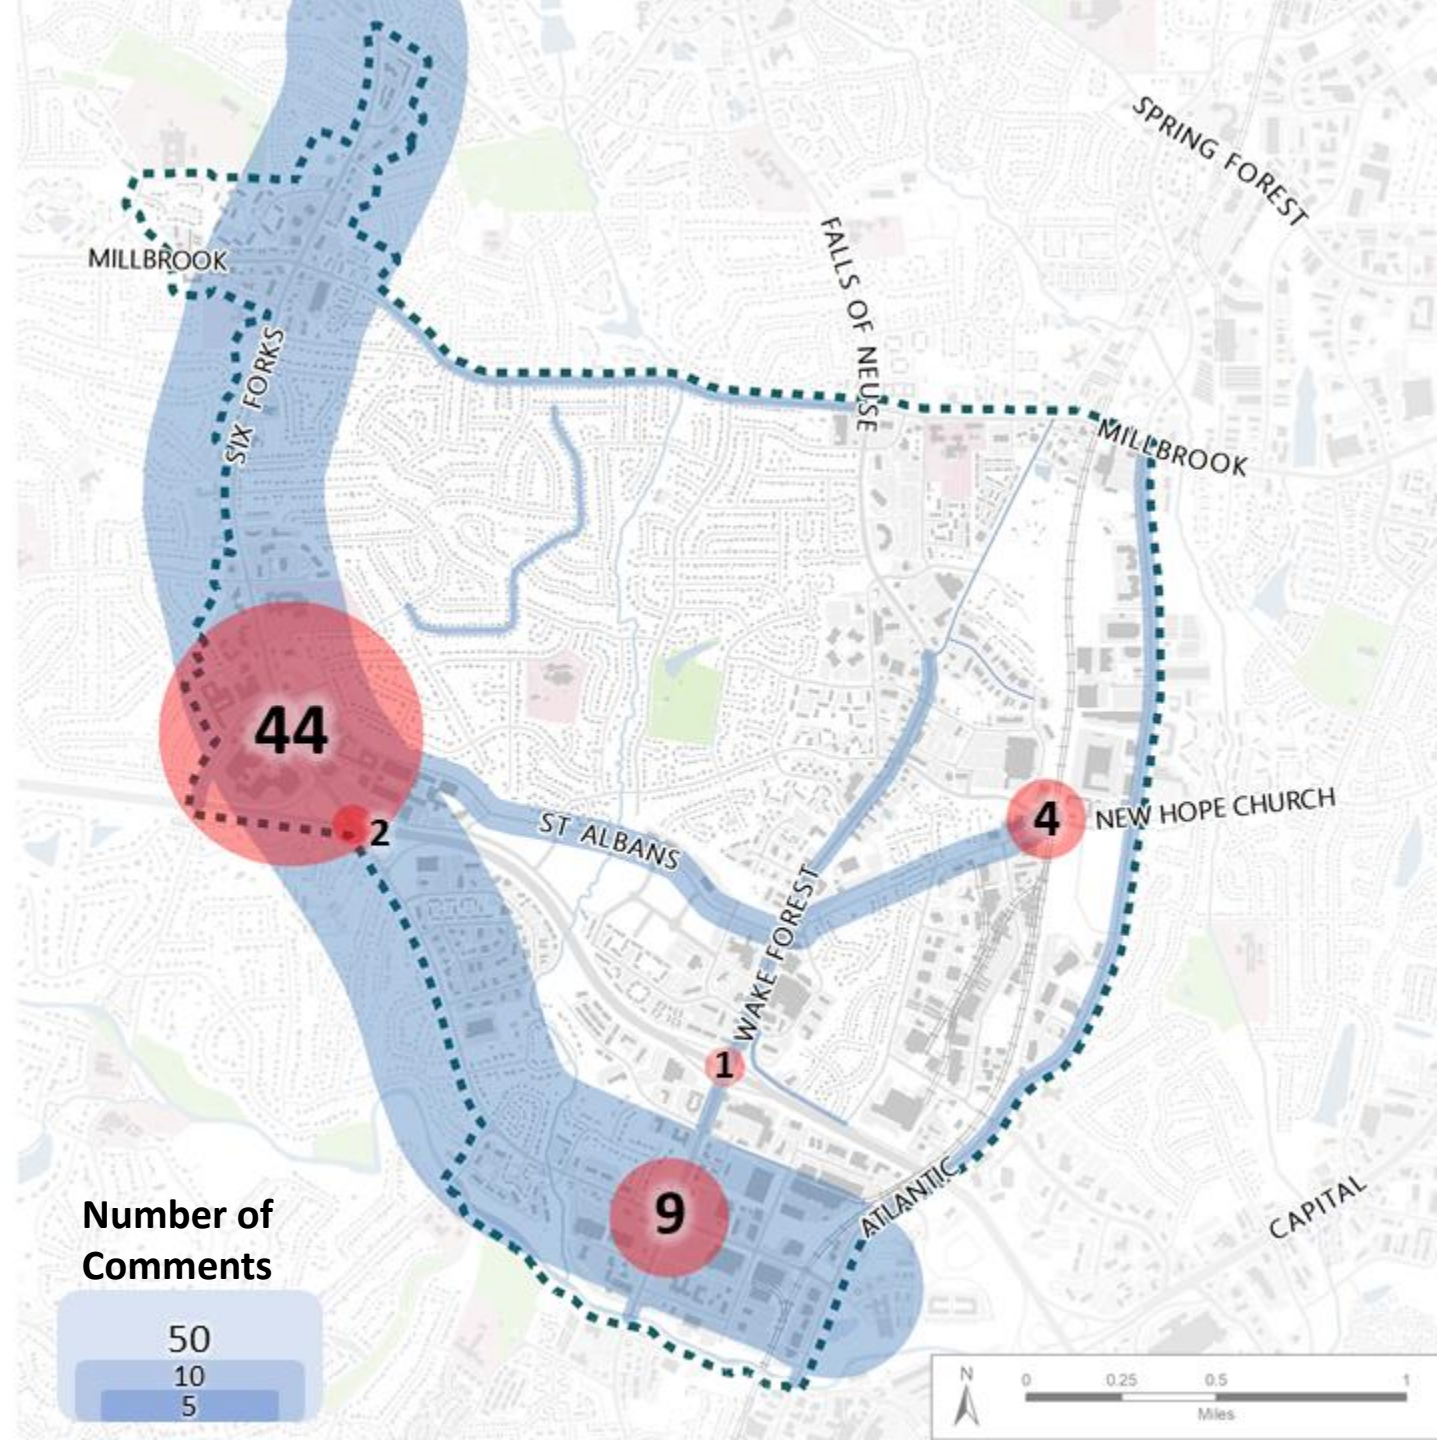 SPRING FOREST
FALLS OF NEUSE
MILLBROOK
SIX FORKS
MILLBROOK
44
2
ST ALBANS
4
NEW HOPE CHURCH
WAKE FOREST
1
9
ATLANTIC
CAPITAL
Number of
Comments
50
10
5
N
0 0.25 0.5 1
Miles